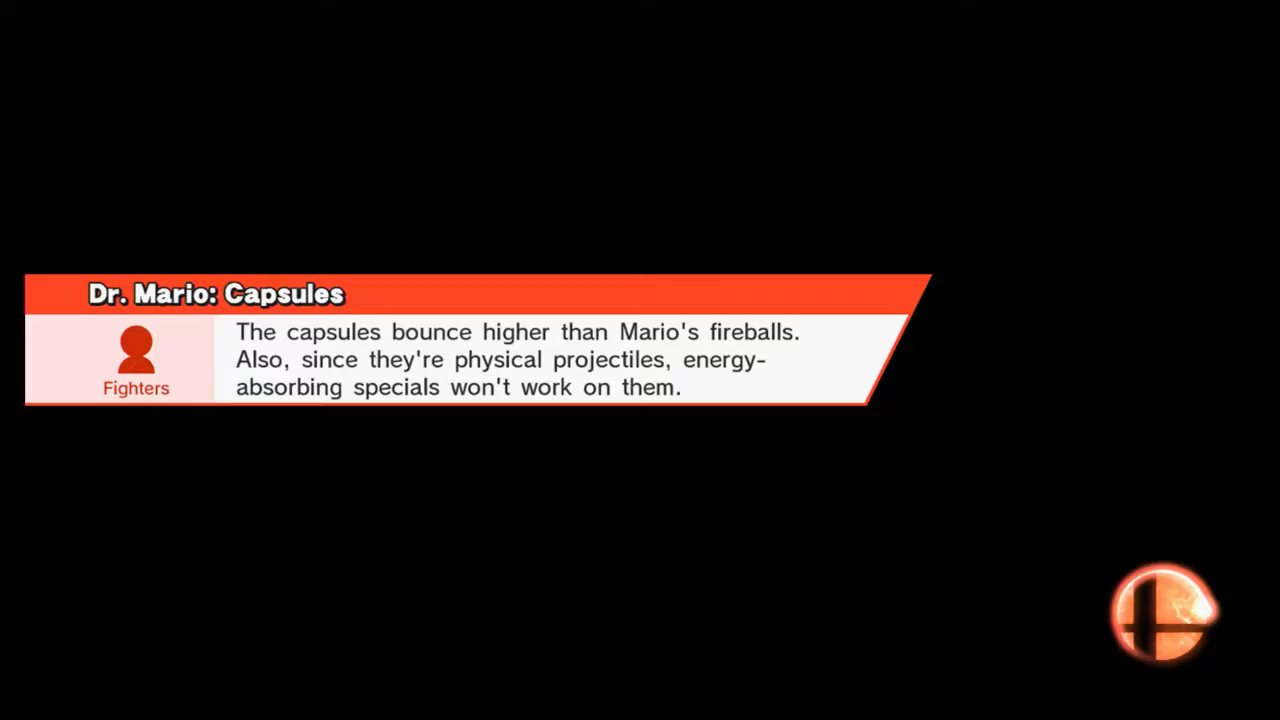 Dr. Mario: Capsules
The capsules bounce higher than Mario's fireballs.
Also, since they're physical projectiles, energy-
absorbing specials won't work on them.
Fighters